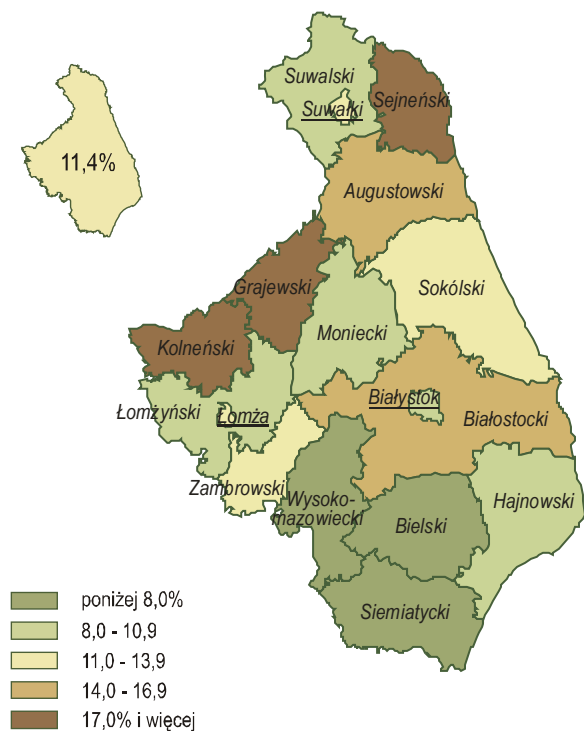 Suwalski
Suwałki
Sejneński
11,4%
Augustowski
Grajewski
Sokólski
Moniecki
Kolneński
Łomżyński
Łomża
Białystok
Białostocki
Zambrowski
Wysoko-
mazowiecki
Bielski
Hajnowski
Siemiatycki
poniżej 8,0%
8,0 - 10,9
11,0 - 13,9
14,0 - 16,9
17,0% i więcej